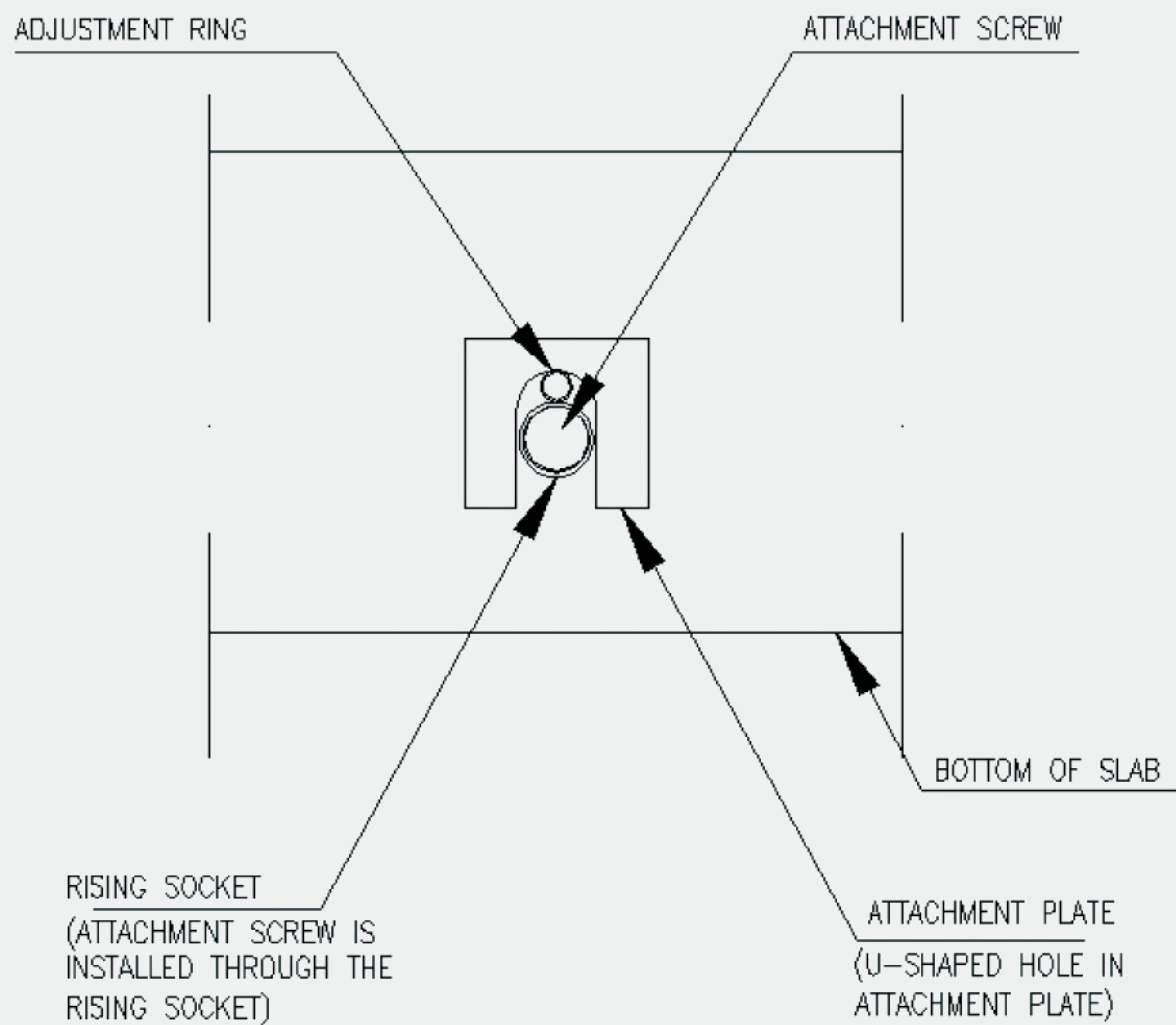 ADJUSTMENT RING
ATTACHMENT SCREW
BOTTOM OF SLAB
RISING SOCKET
(ATTACHMENT SCREW IS
INSTALLED THROUGH THE
RISING SOCKET)
ATTACHMENT PLATE
(U-SHAPED HOLE IN
ATTACHMENT PLATE)